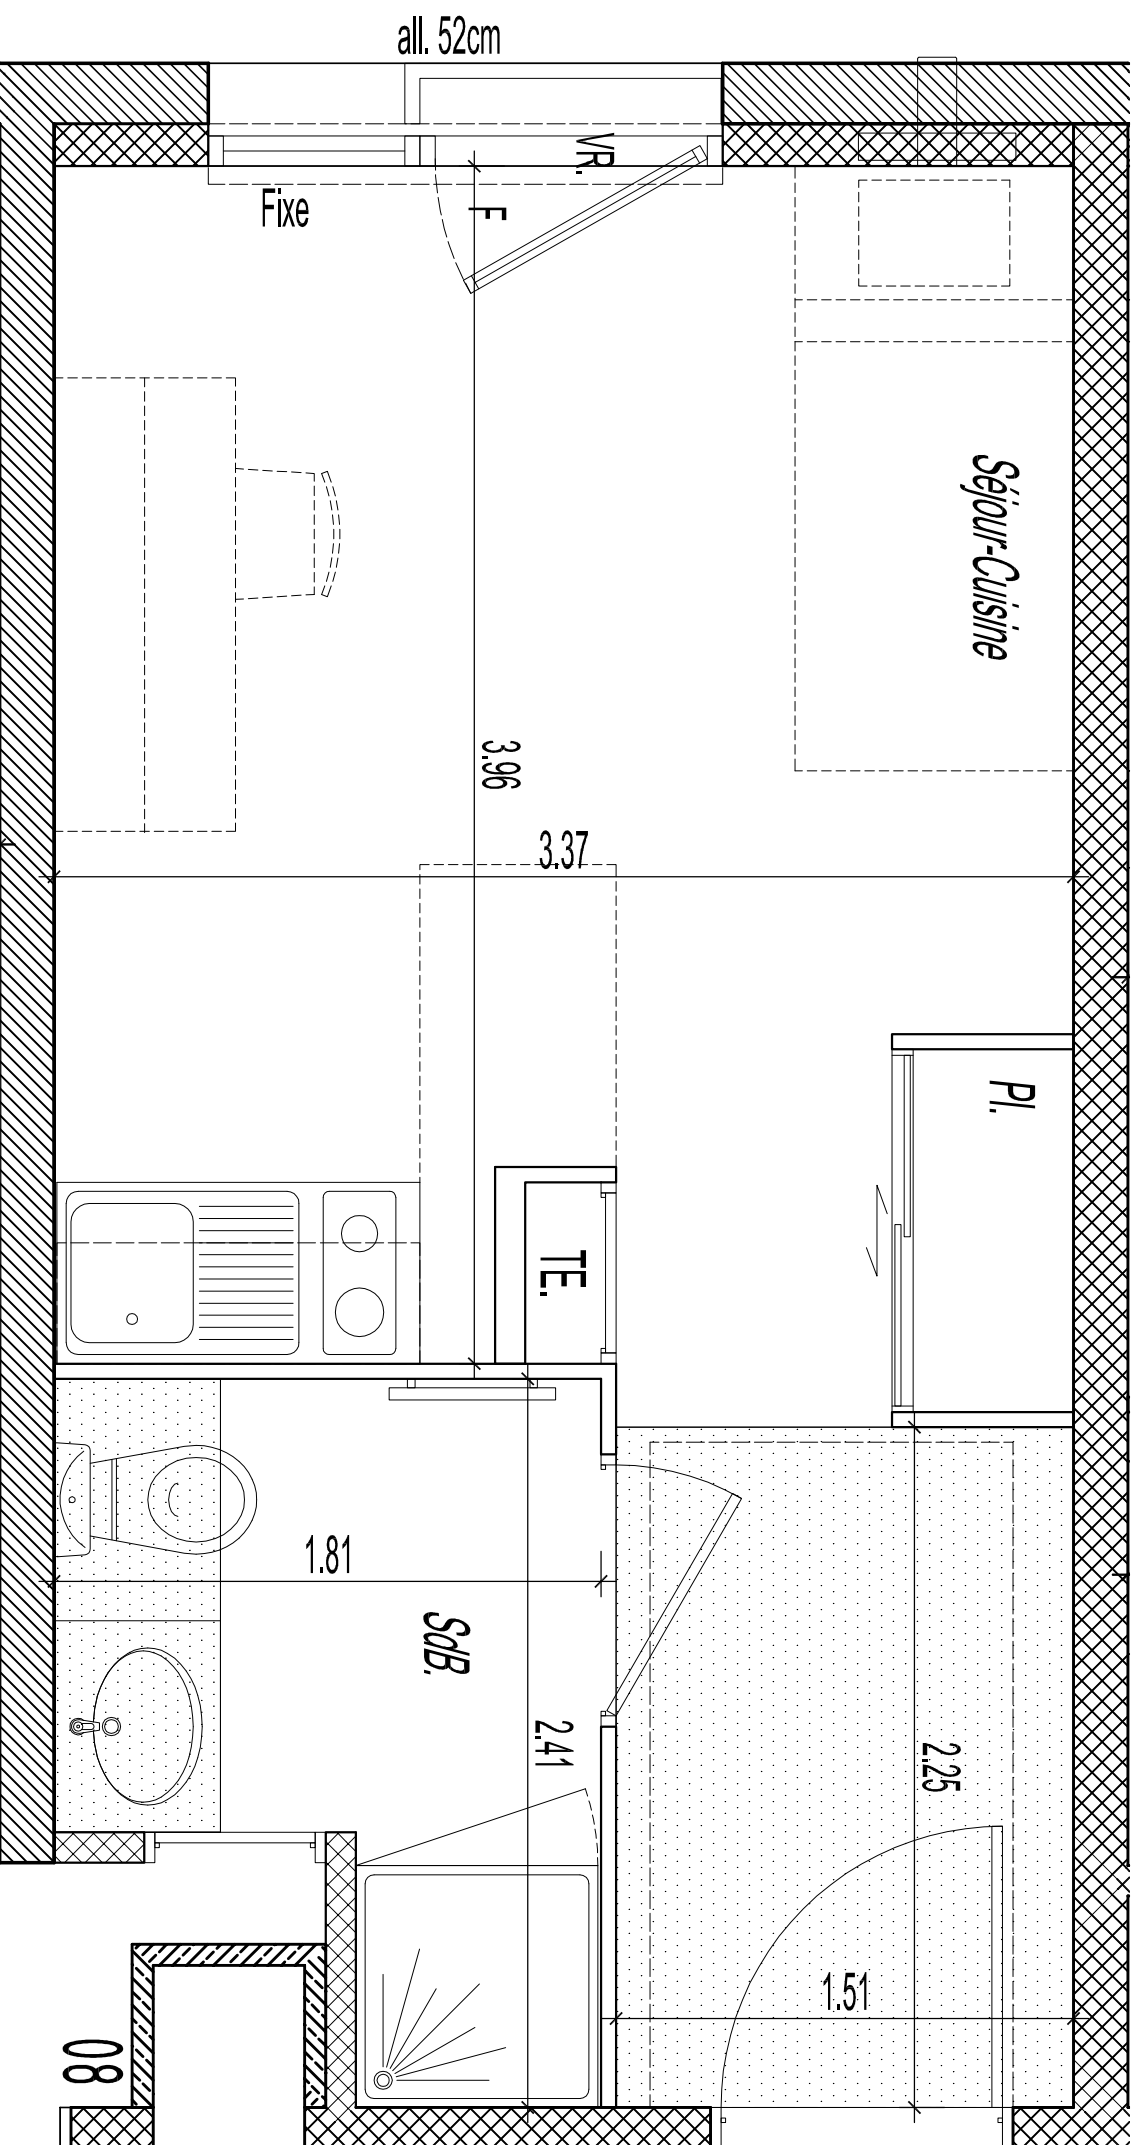 all. 52cm
VR.
Fixe
F
Séjour-Cuisine
3.96
3.37
Pl.
TE.
1.81
SdB.
2.41
2.25
1.51
08